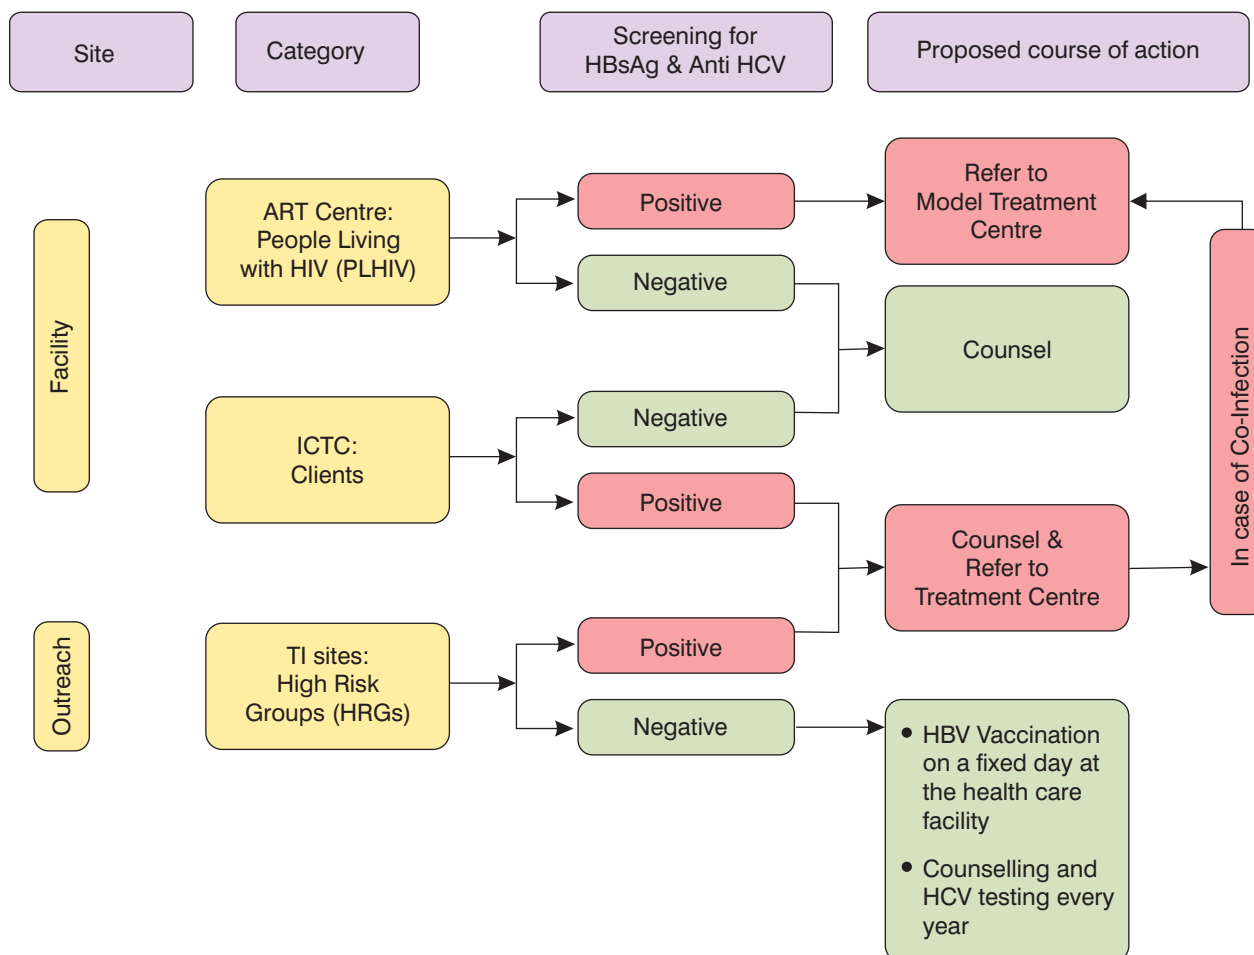 Site
Category
Screening for
HBsAg & Anti HCV
Proposed course of action
Facility
ART Centre:
People Living
with HIV (PLHIV)
Positive
Refer to
Model Treatment
Centre
Negative
Counsel
In case of Co-Infection
ICTC:
Clients
Negative
Positive
Counsel &
Refer to
Treatment Centre
Outreach
TI sites:
High Risk
Groups (HRGs)
Positive
Negative
• HBV Vaccination
on a fixed day at
the health care
facility
• Counselling and
HCV testing every
year